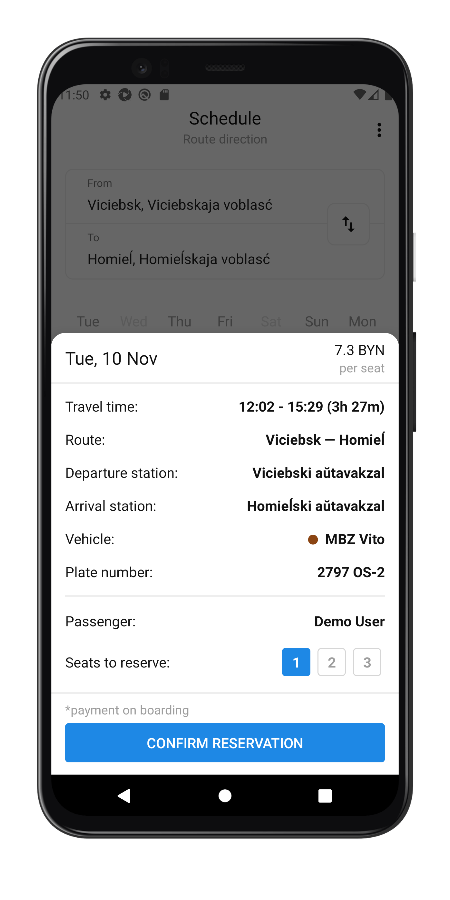 11:50
Schedule
Route direction
From
Viciebsk, Viciebskaja voblasć
To
Homieĺ, Homieĺskaja voblasć
Tue Wed Thu Fri Sat Sun Mon
Tue, 10 Nov
7.3 BYN
per seat
Travel time: 12:02 - 15:29 (3h 27m)
Route: Viciebsk — Homieĺ
Departure station: Viciebski aŭtavakzal
Arrival station: Homieĺski aŭtavakzal
Vehicle: MBZ Vito
Plate number: 2797 OS-2
Passenger: Demo User
Seats to reserve: 1 2 3
*payment on boarding
CONFIRM RESERVATION